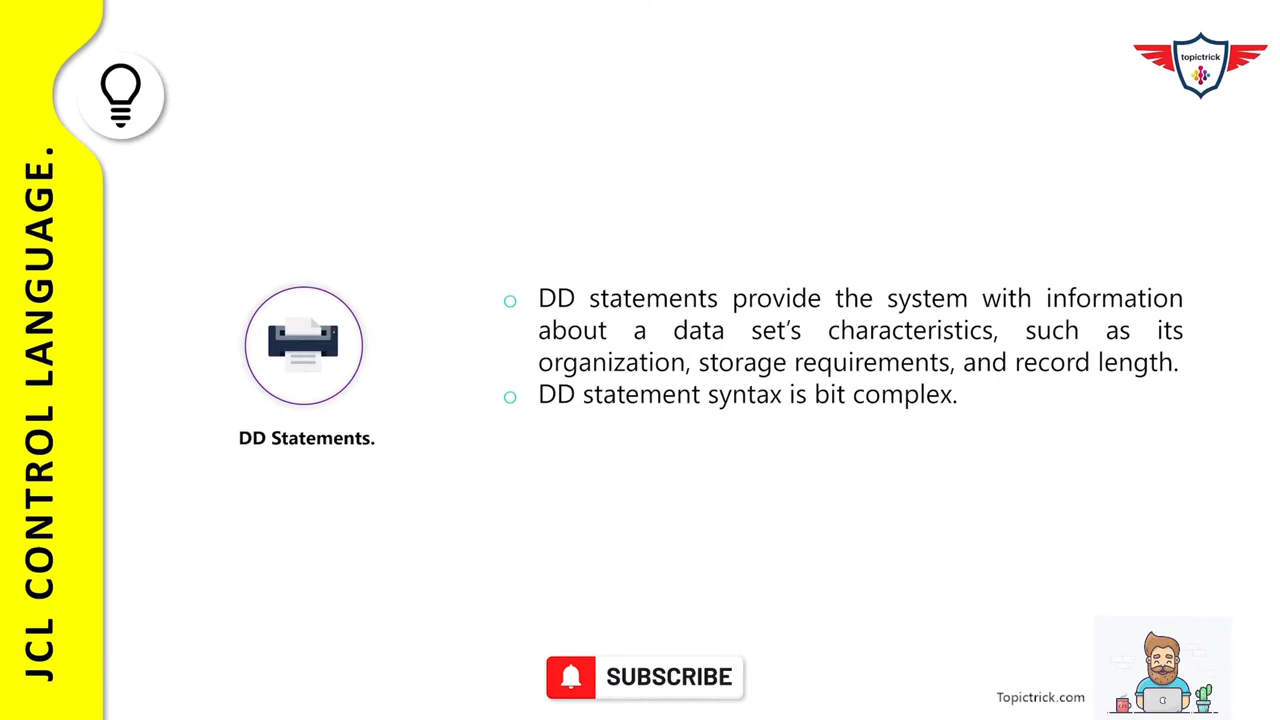 JCL CONTROL LANGUAGE.
topictrick
DD Statements.
o DD statements provide the system with information
about a data set’s characteristics, such as its
organization, storage requirements, and record length.
o DD statement syntax is bit complex.
SUBSCRIBE
Topictrick.com